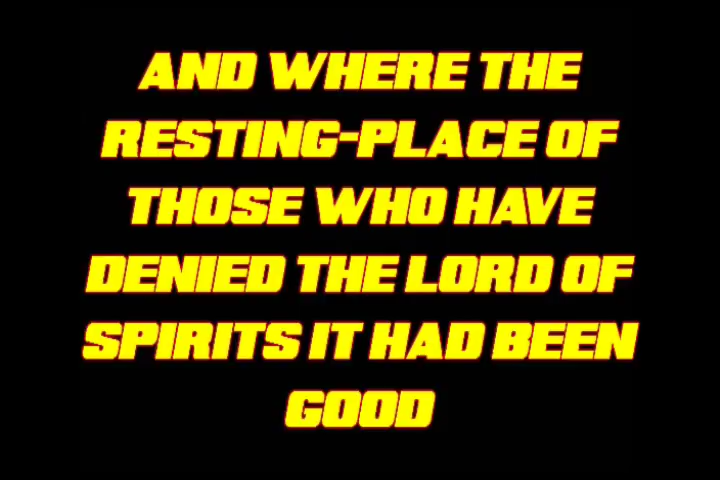 AND WHERE THE
RESTING-PLACE OF
THOSE WHO HAVE
DENIED THE LORD OF
SPIRITS IT HAD BEEN
GOOD